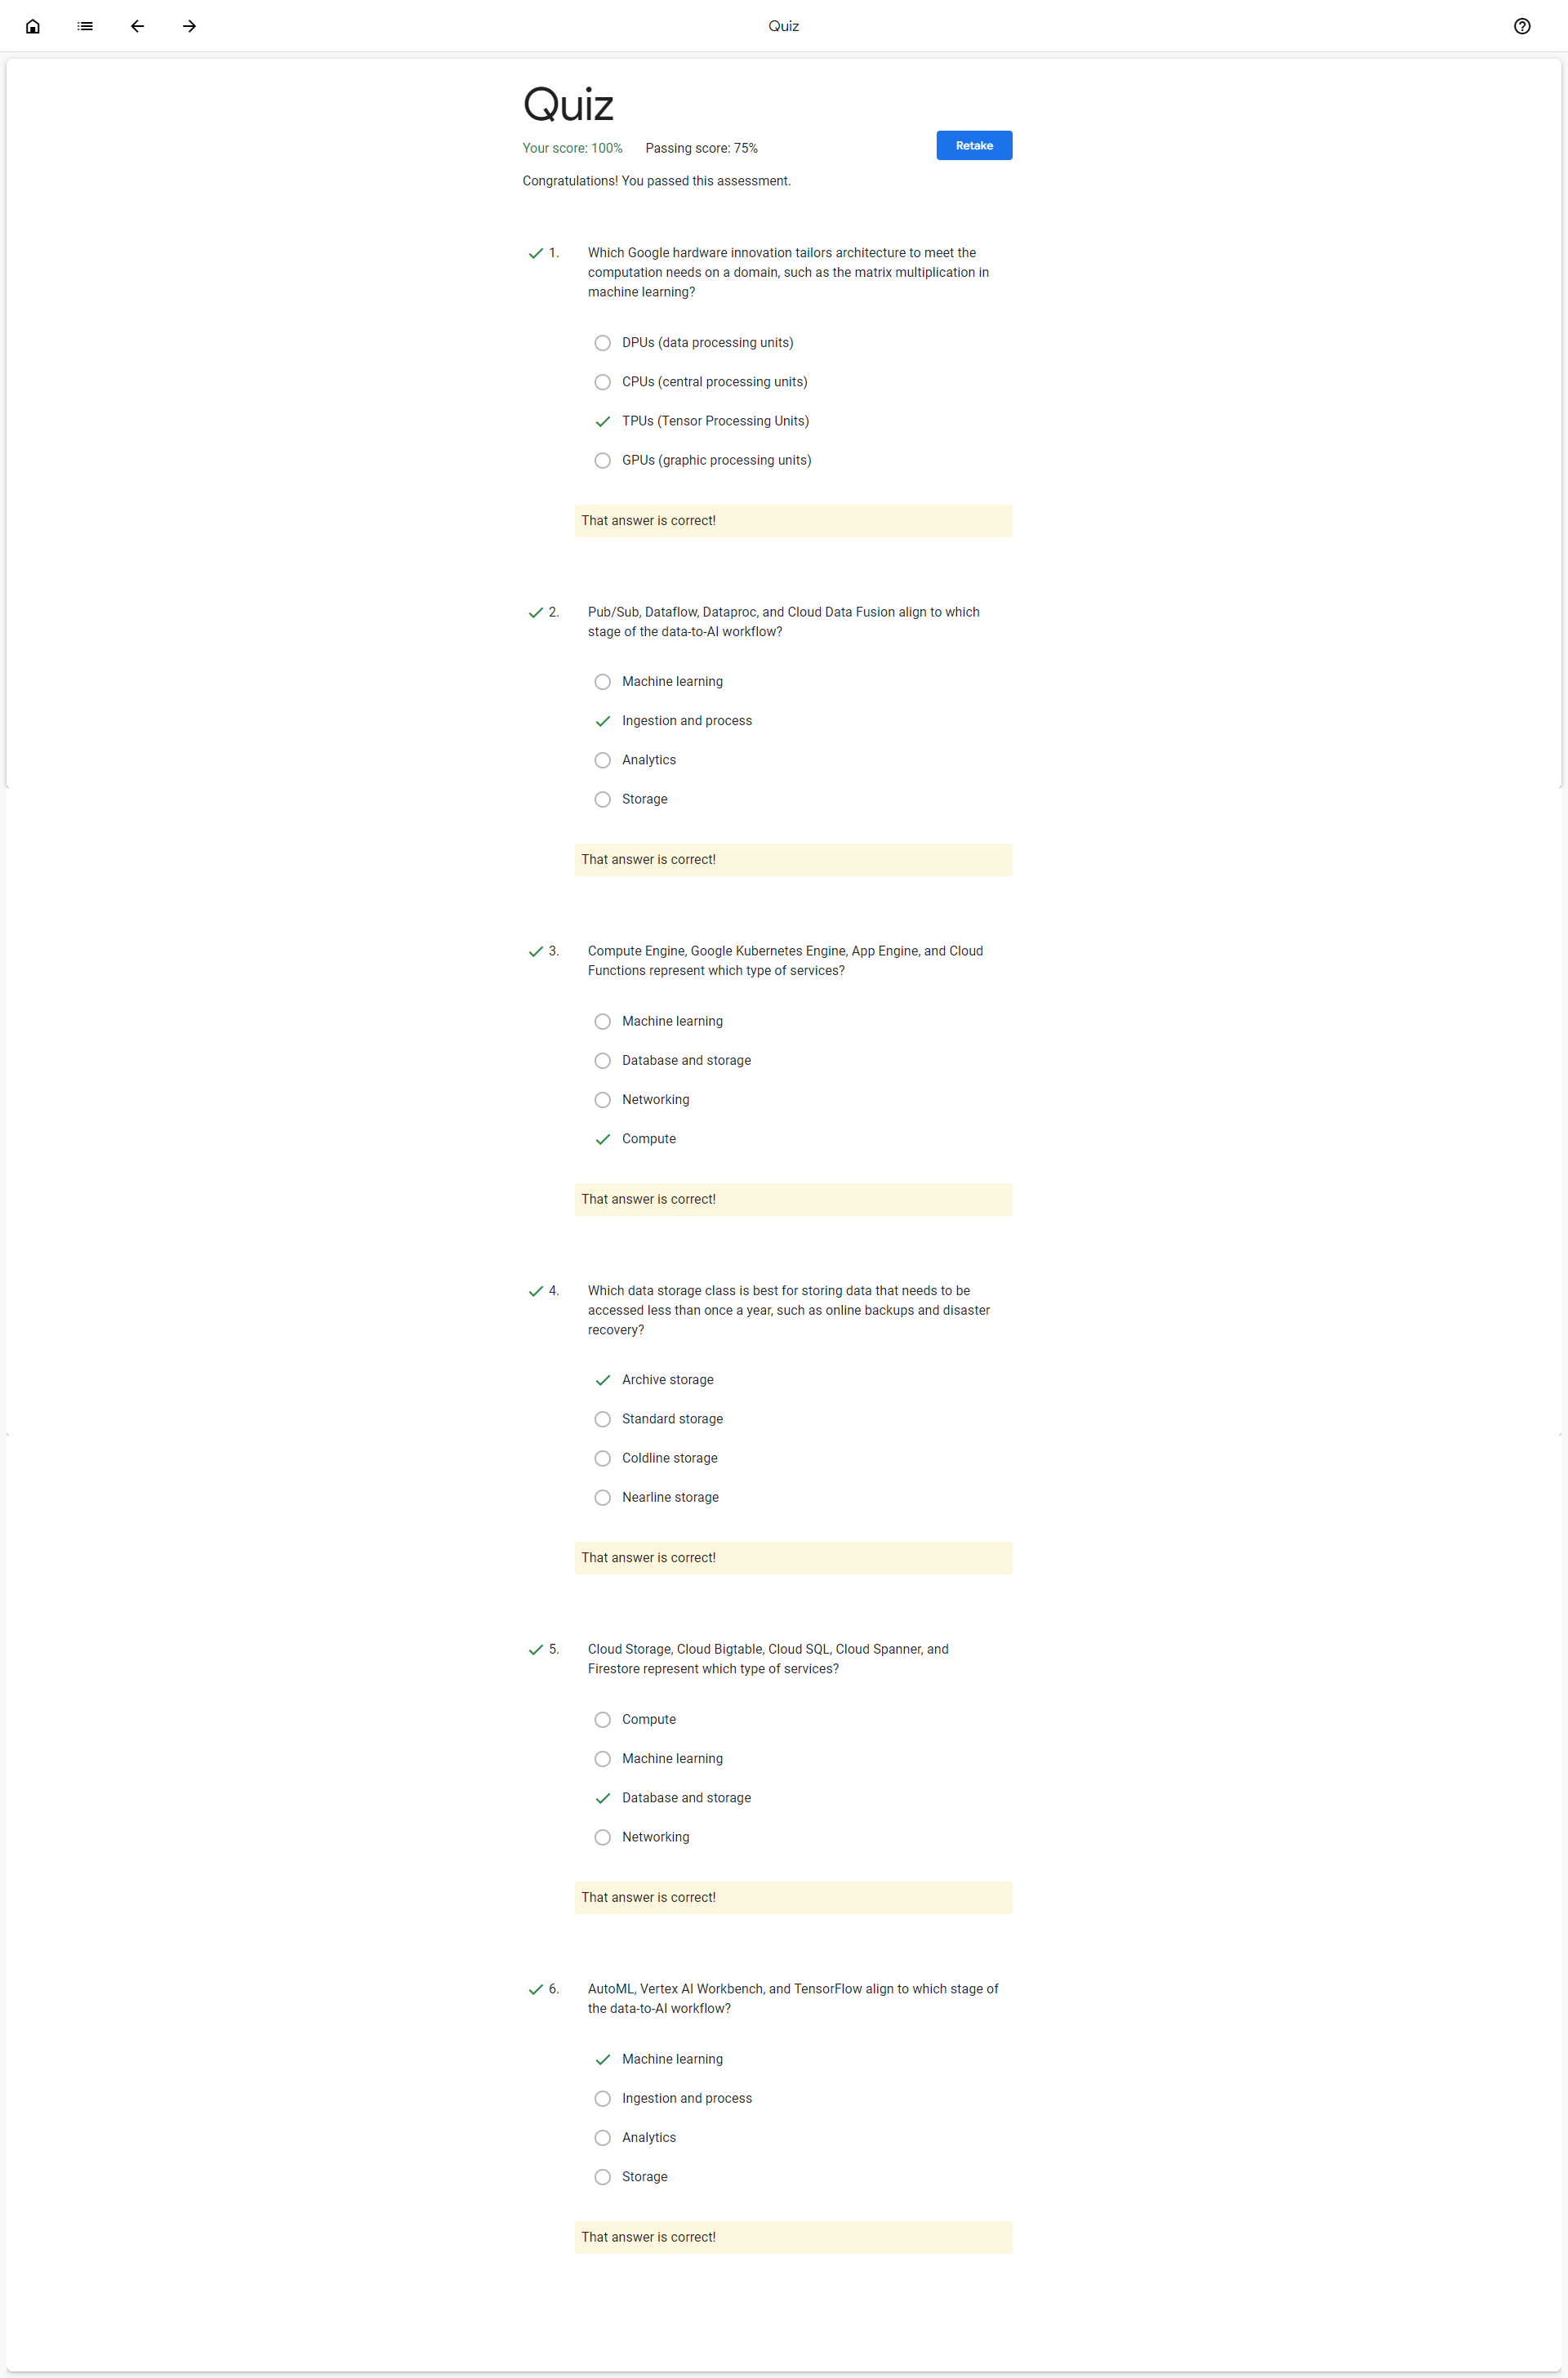 Quiz
Quiz
Your score: 100% Passing score: 75%
Retake
Congratulations! You passed this assessment.
1. Which Google hardware innovation tailors architecture to meet the
computation needs on a domain, such as the matrix multiplication in
machine learning?
DPUs (data processing units)
CPUs (central processing units)
TPUs (Tensor Processing Units)
GPUs (graphic processing units)
That answer is correct!
2. Pub/Sub, Dataflow, Dataproc, and Cloud Data Fusion align to which
stage of the data-to-AI workflow?
Machine learning
Ingestion and process
Analytics
Storage
That answer is correct!
3. Compute Engine, Google Kubernetes Engine, App Engine, and Cloud
Functions represent which type of services?
Machine learning
Database and storage
Networking
Compute
That answer is correct!
4. Which data storage class is best for storing data that needs to be
accessed less than once a year, such as online backups and disaster
recovery?
Archive storage
Standard storage
Coldline storage
Nearline storage
That answer is correct!
5. Cloud Storage, Cloud Bigtable, Cloud SQL, Cloud Spanner, and
Firestore represent which type of services?
Compute
Machine learning
Database and storage
Networking
That answer is correct!
6. AutoML, Vertex AI Workbench, and TensorFlow align to which stage of
the data-to-AI workflow?
Machine learning
Ingestion and process
Analytics
Storage
That answer is correct!